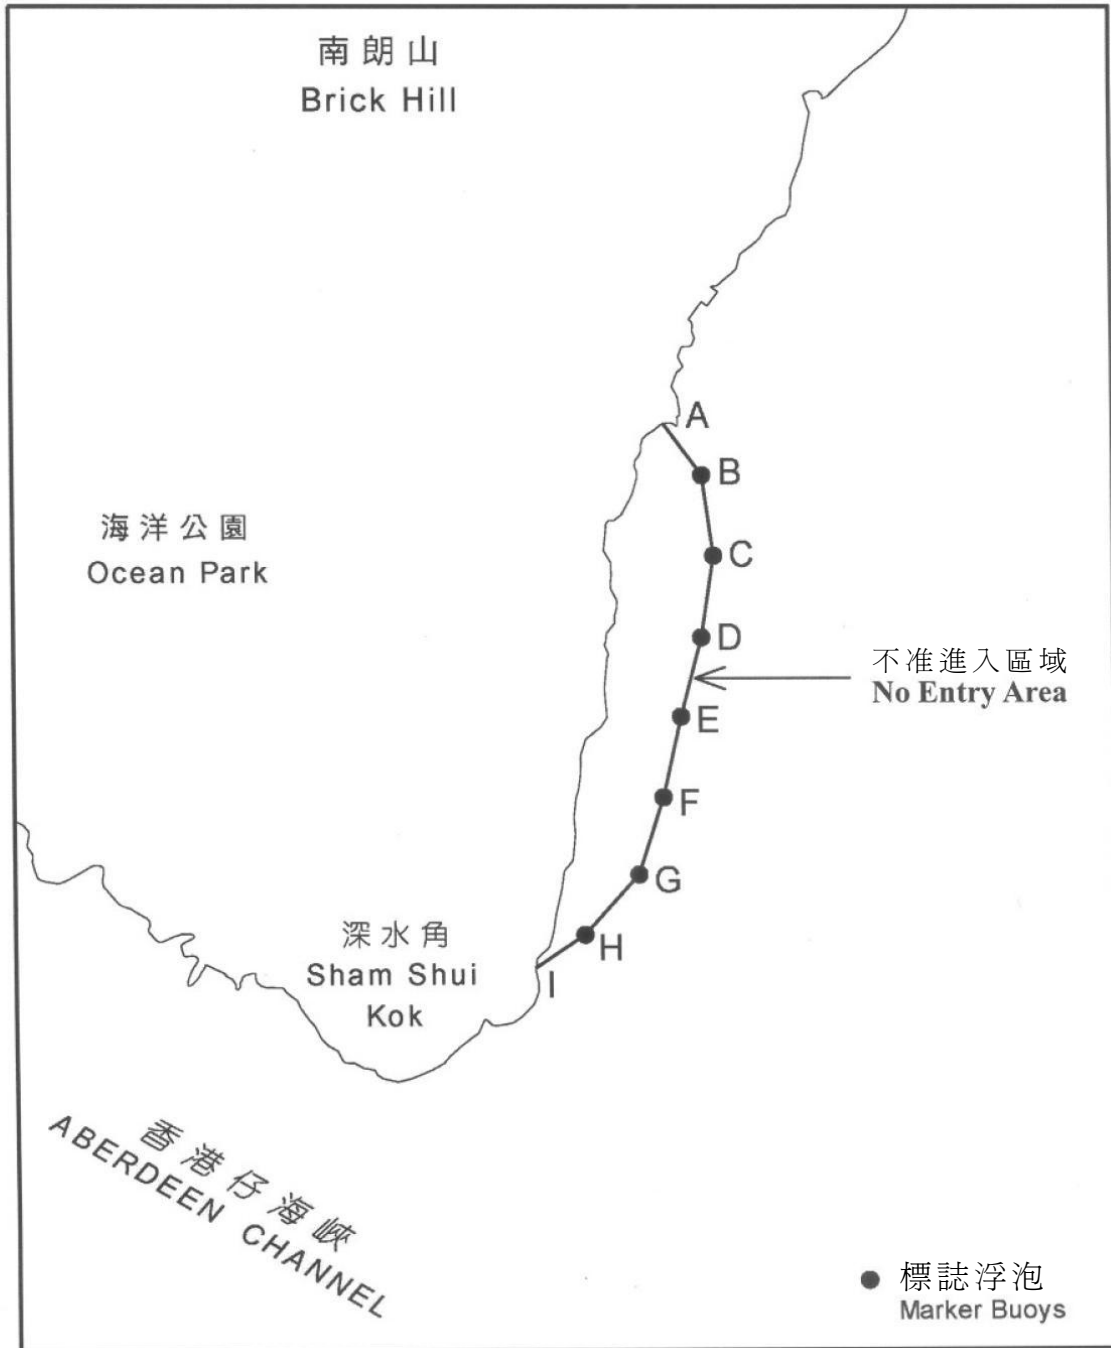 南朗山
Brick Hill
A
B
海洋公園
Ocean Park
C
D
不准進入區域
No Entry Area
E
F
G
深水角
Sham Shui
Kok
H
I
香港仔海峽
ABERDEEN CHANNEL
標誌浮泡
Marker Buoys